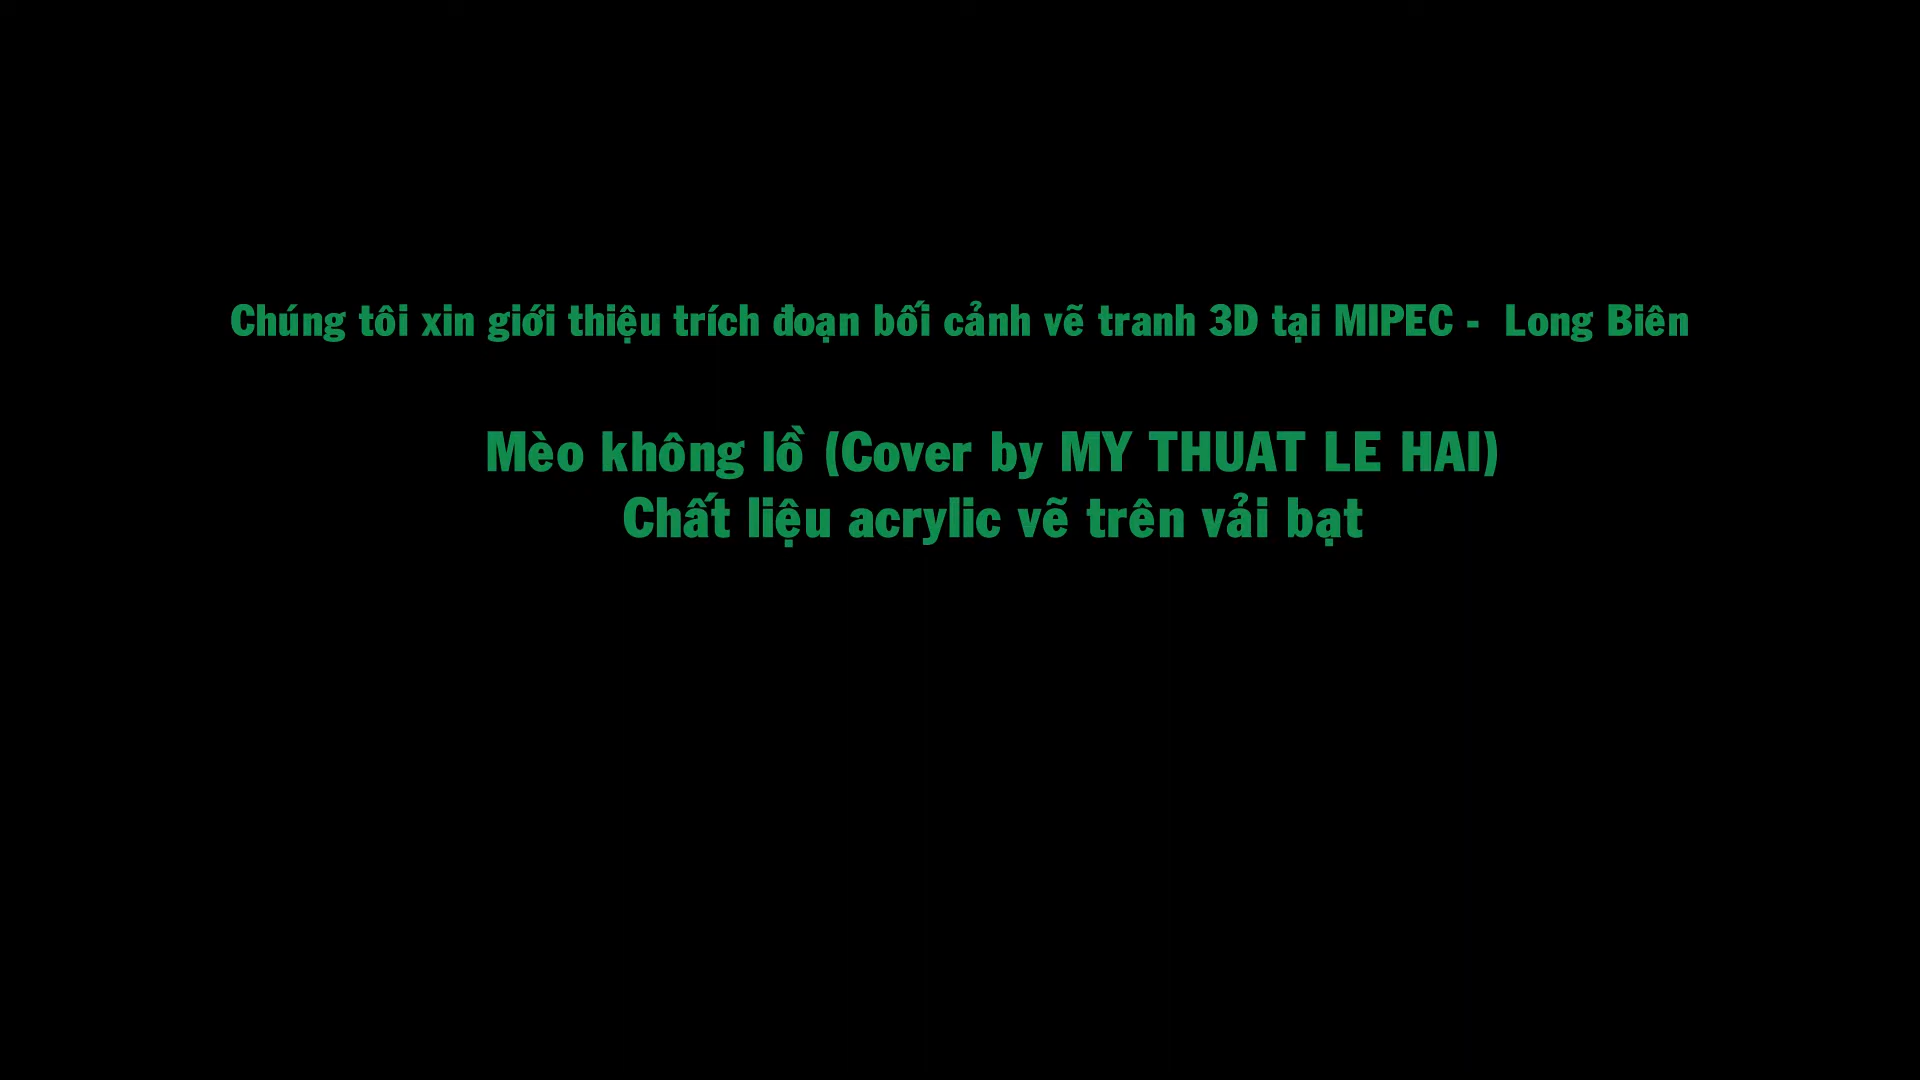 Chúng tôi xin giới thiệu trích đoạn bối cảnh vẽ tranh 3D tại MIPEC - Long Biên
Mèo không lồ (Cover by MY THUAT LE HAI)
Chất liệu acrylic vẽ trên vải bạt